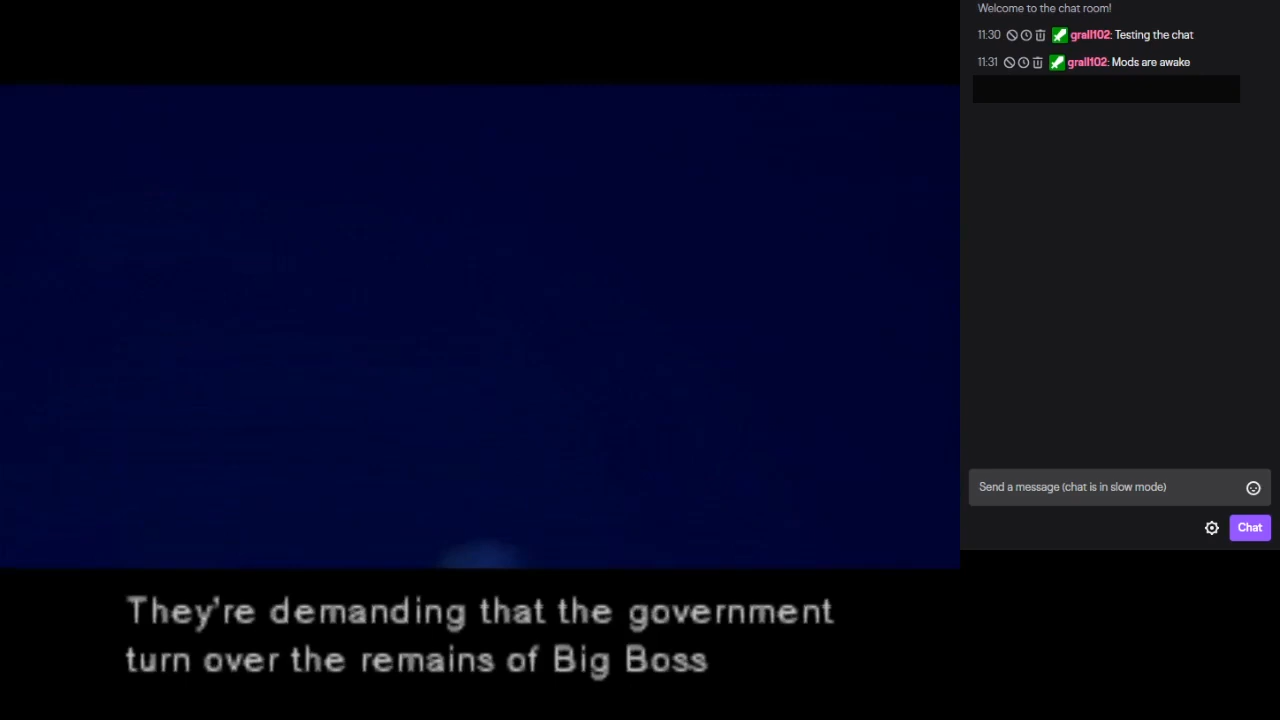 Welcome to the chat room!
11:30 grall102: Testing the chat
11:31 grall102: Mods are awake
Send a message (chat is in slow mode)
Chat
They're demanding that the government
turn over the remains of Big Boss